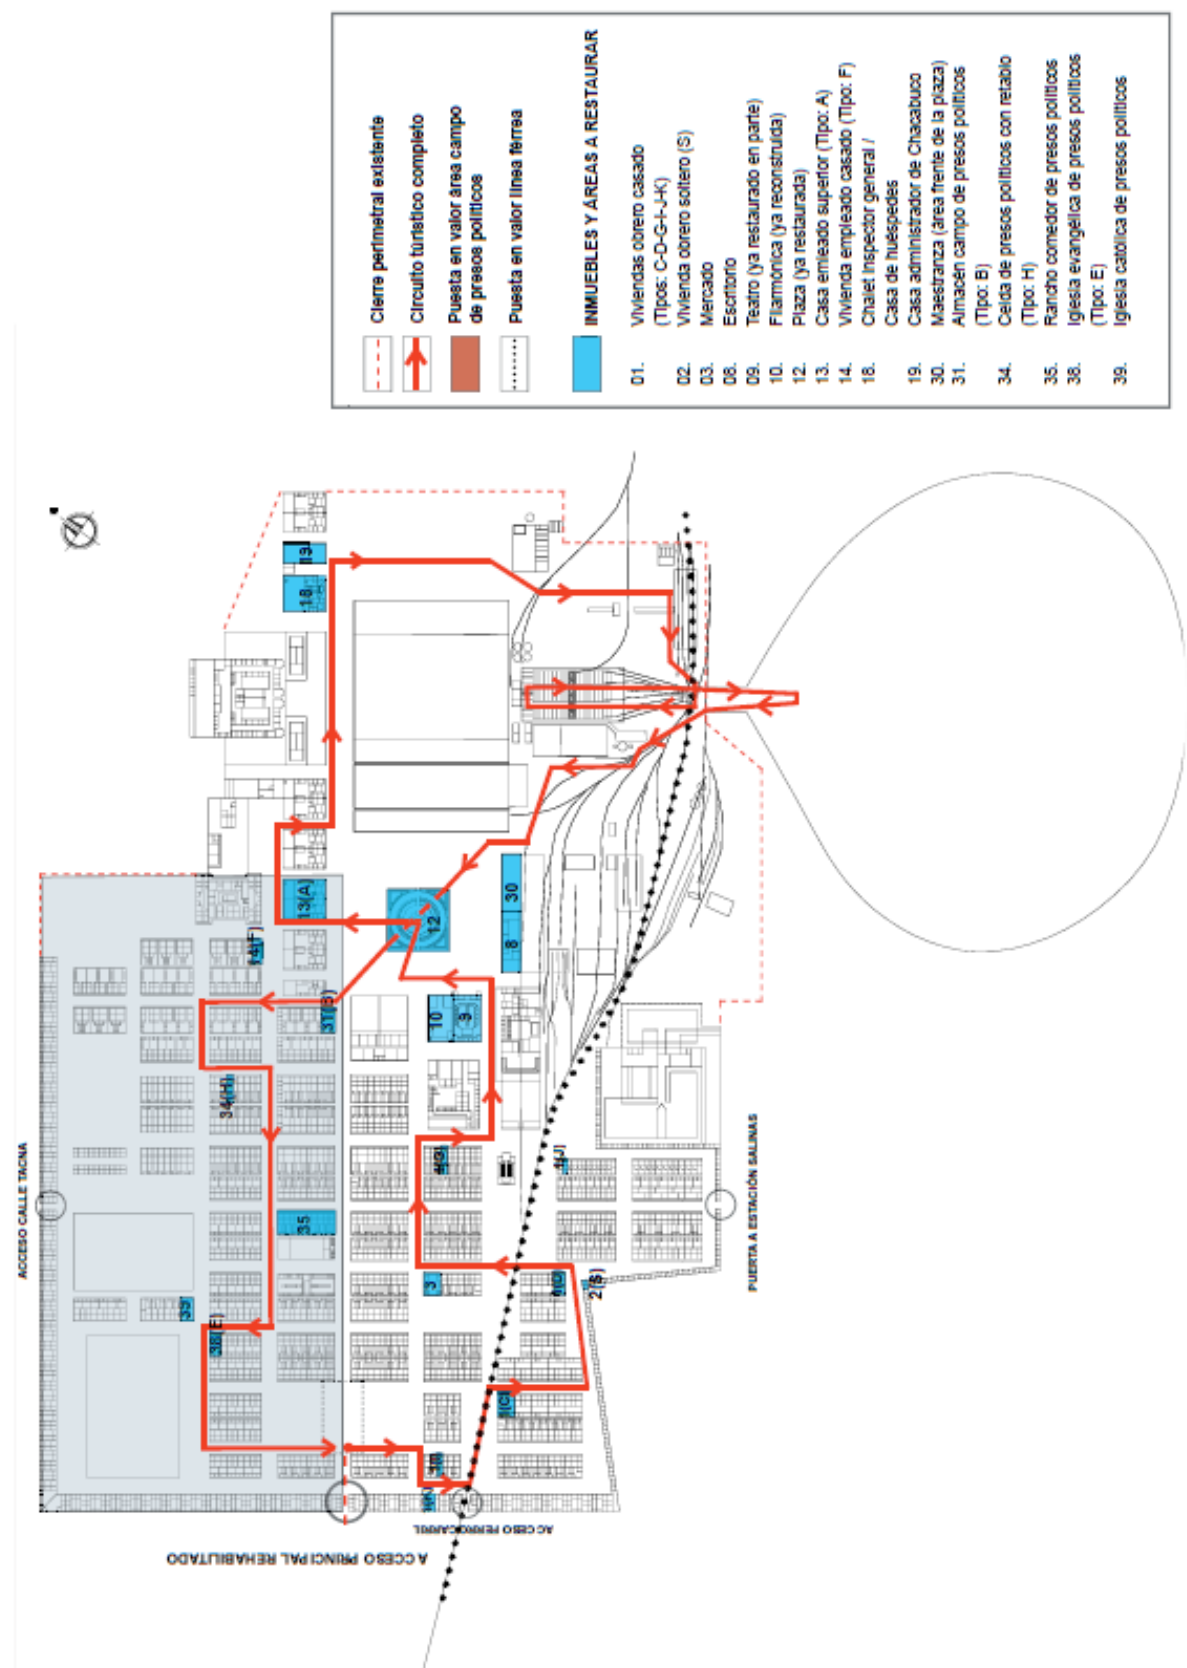 Cierre perimetral existente
Circuito túristico completo
Puesta en valor área campo
de presos políticos
Puesta en valor línea férrea
INMUEBLES Y ÁREAS A RESTAURAR
01. Viviendas obrero casado
(Tipos: C-D-G-I-J-K)
02. Vivienda obrero soltero (S)
03. Mercado
08. Escritorio
09. Teatro (ya restaurado en parte)
10. Filarmónica (ya reconstruida)
12. Plaza (ya restaurada)
13. Casa emleado superior (Tipo: A)
14. Vivienda empleado casado (Tipo: F)
18. Chalet Inspector general /
Casa de huéspedes
19. Casa administrador de Chacabuco
30. Maestranza (área frente de la plaza)
31. Almacén campo de presos políticos
(Tipo: B)
34. Celda de presos políticos con retablo
(Tipo: H)
35. Rancho comedor de presos políticos
38. Iglesia evangélica de presos políticos
(Tipo: E)
39. Iglesia católica de presos políticos
19
18
13(A)
14(F)
31(B)
12
30
8
10
9
34(H)
35
39
38(E)
3
2(S)
ACCESO CALLE TACNA
PUERTA A ESTACIÓN SALINAS
ACCESO FERROCARRIL
ACCESO PRINCIPAL REHABILITADO